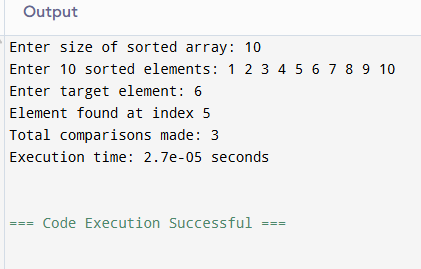 Output
Enter size of sorted array: 10
Enter 10 sorted elements: 1 2 3 4 5 6 7 8 9 10
Enter target element: 6
Element found at index 5
Total comparisons made: 3
Execution time: 2.7e-05 seconds
=== Code Execution Successful ===